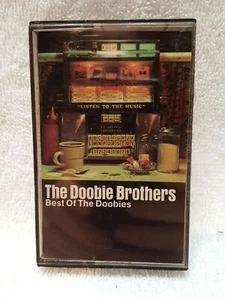 "LISTEN TO THE MUSIC"
The Doobie Brothers
Best Of The Doobies